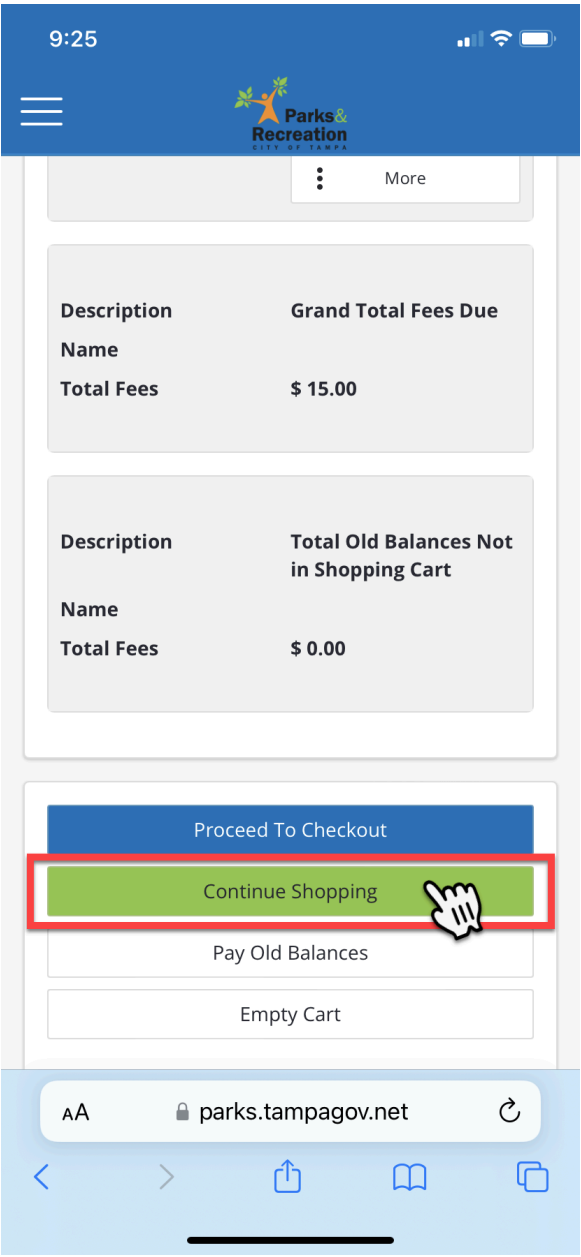 9:25
Parks&
Recreation
CITY OF TAMPA
More
Description Grand Total Fees Due
Name
Total Fees $ 15.00
Description Total Old Balances Not
in Shopping Cart
Name
Total Fees $ 0.00
Proceed To Checkout
Continue Shopping
Pay Old Balances
Empty Cart
AA parks.tampagov.net